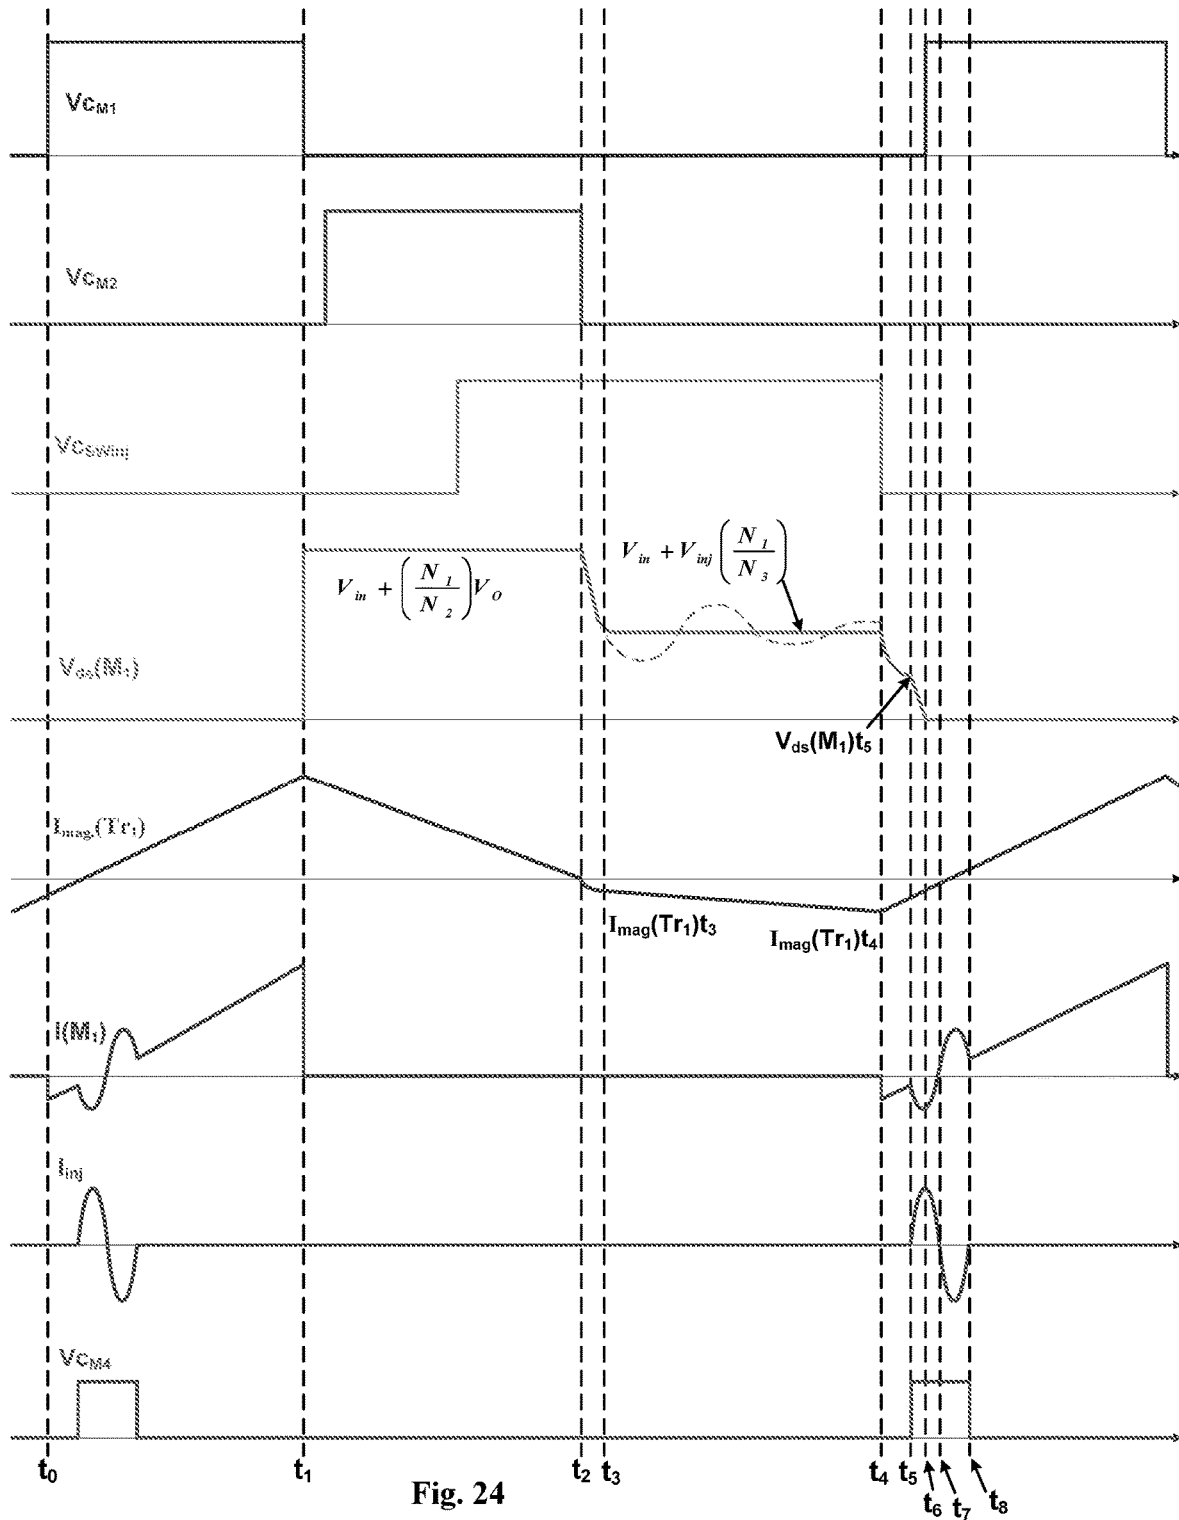 Vc_M1
Vc_M2
Vc_SWinj
V_in + (N_1/N_2)V_O
V_in + V_inj(N_1/N_3)
V_ds(M_1)
V_ds(M_1)t_5
I_mag(Tr_1)
I_mag(Tr_1)t_3
I_mag(Tr_1)t_4
I(M_1)
I_inj
Vc_M4
t_0
t_1
t_2
t_3
t_4
t_5
t_6
t_7
t_8
Fig. 24